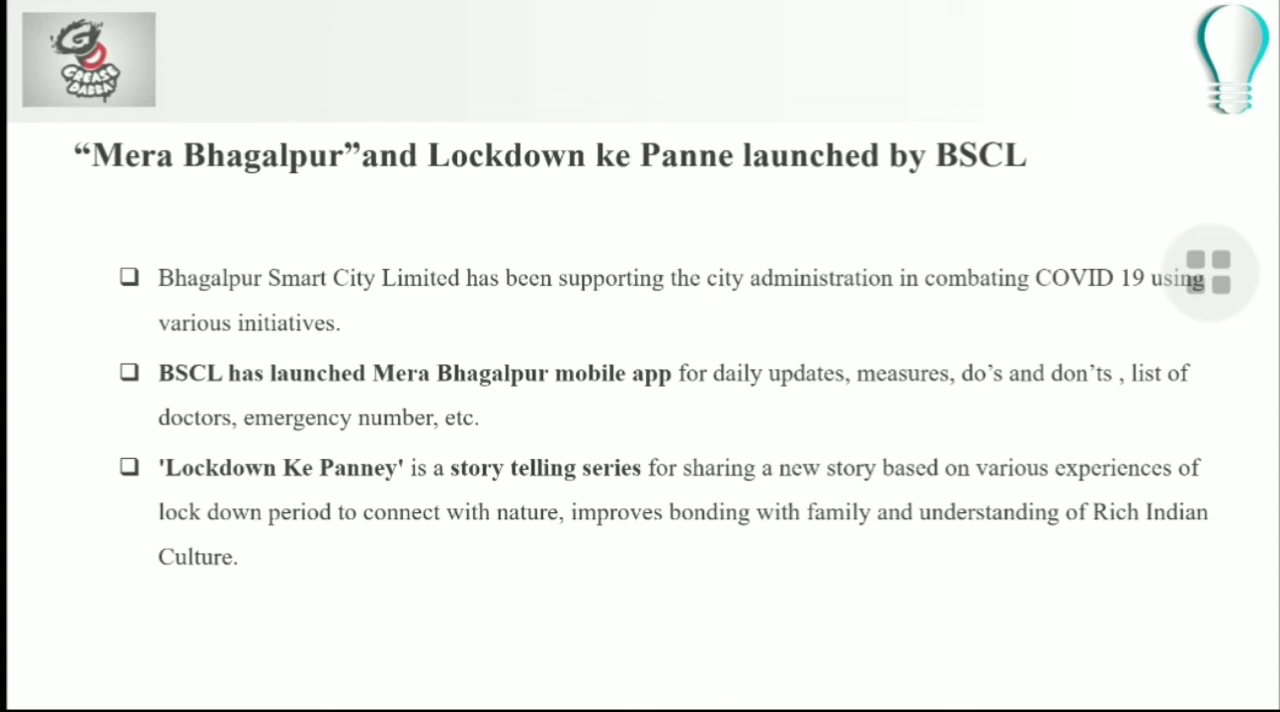 GREASE
DABBA
“Mera Bhagalpur”and Lockdown ke Panne launched by BSCL
❑ Bhagalpur Smart City Limited has been supporting the city administration in combating COVID 19 using
various initiatives.
❑ BSCL has launched Mera Bhagalpur mobile app for daily updates, measures, do’s and don’ts , list of
doctors, emergency number, etc.
❑ 'Lockdown Ke Panney' is a story telling series for sharing a new story based on various experiences of
lock down period to connect with nature, improves bonding with family and understanding of Rich Indian
Culture.